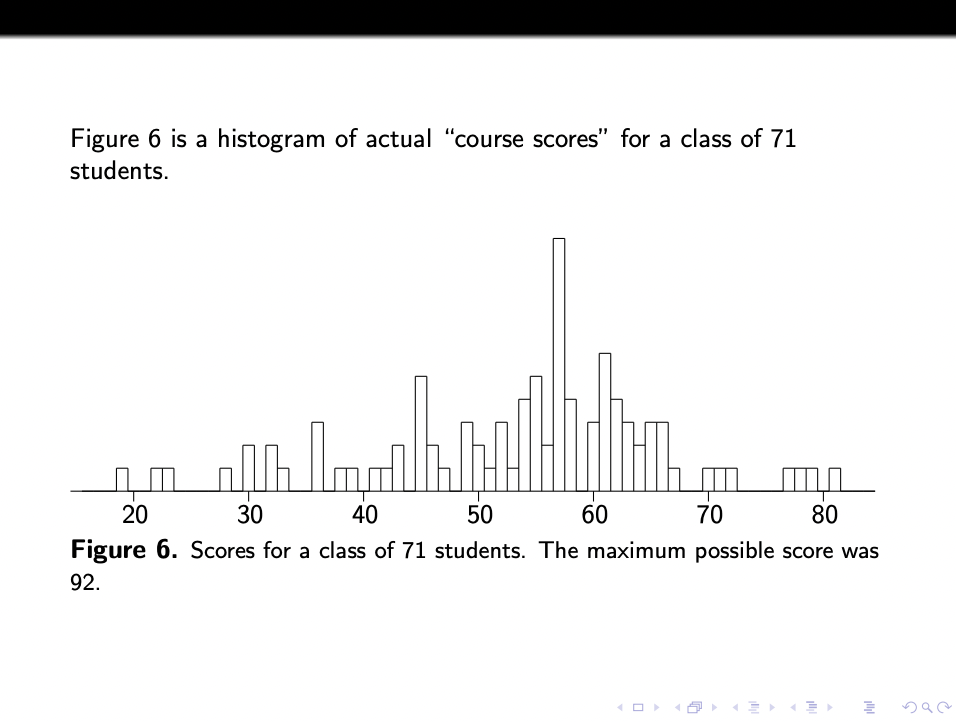 Figure 6 is a histogram of actual “course scores” for a class of 71
students.
20 30 40 50 60 70 80
Figure 6. Scores for a class of 71 students. The maximum possible score was
92.